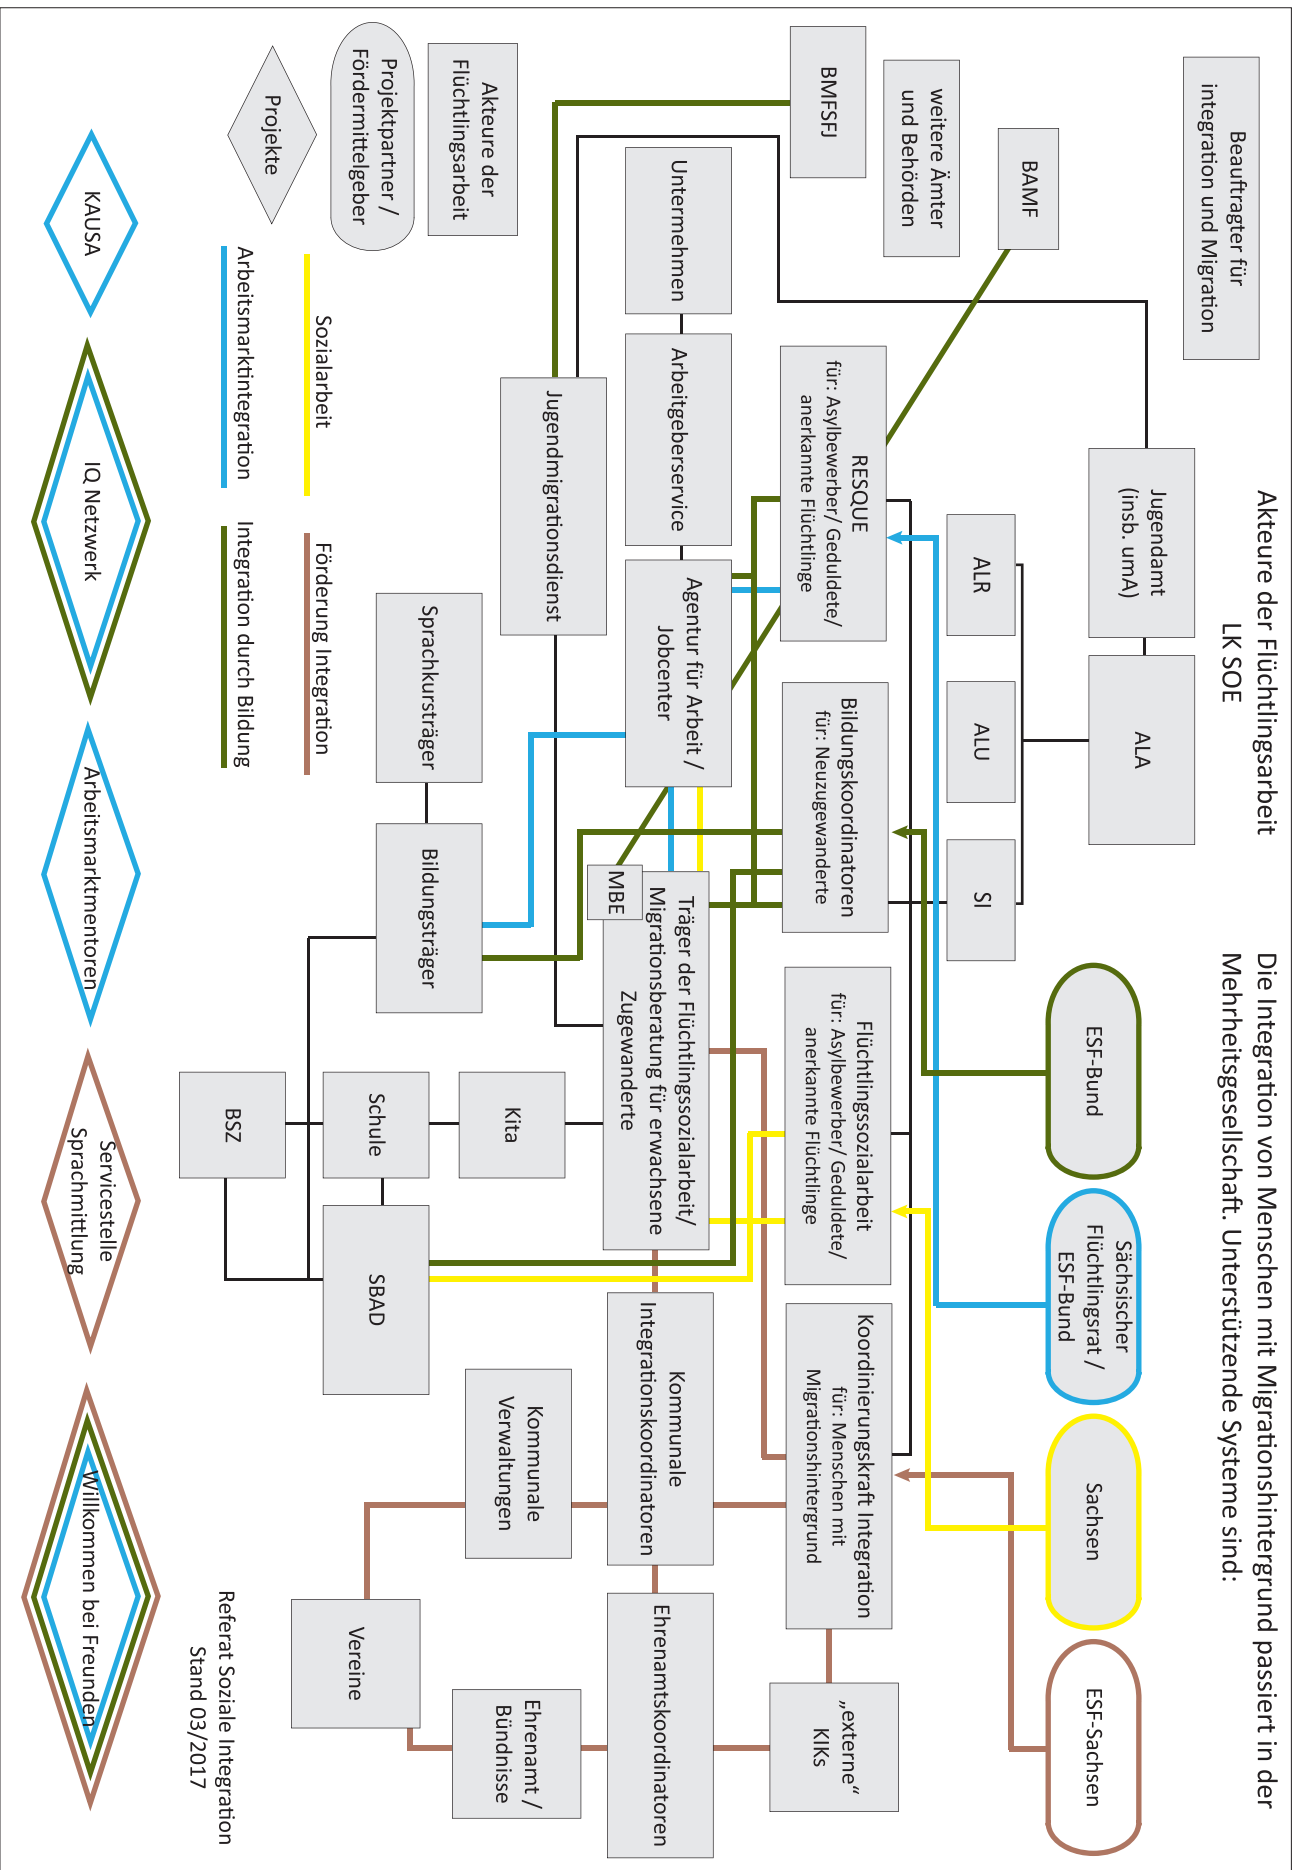 Akteure der Flüchtlingsarbeit
LK SOE
Die Integration von Menschen mit Migrationshintergrund passiert in der
Mehrheitsgesellschaft. Unterstützende Systeme sind:
Beauftragter für
integration und Migration
Jugendamt
(insb. umA)
ALA
ESF-Bund
Sächsischer
Flüchtlingsrat /
ESF-Bund
Sachsen
ESF-Sachsen
BAMF
ALR
ALU
SI
weitere Ämter
und Behörden
BMFSFJ
RESQUE
für: Asylbewerber/ Geduldete/
anerkannte Flüchtlinge
Bildungskoordinatoren
für: Neuzugewanderte
Flüchtlingssozialarbeit
für: Asylbewerber/ Geduldete/
anerkannte Flüchtlinge
Koordinierungskraft Integration
für: Menschen mit
Migrationshintergrund
„externe“
KIKs
Untermehmen
Arbeitgeberservice
Agentur für Arbeit /
Jobcenter
Träger der Flüchtlingssozialarbeit/
Migrationsberatung für erwachsene
Zugewanderte
MBE
Kommunale
Integrationskoordinatoren
Ehrenamtskoordinatoren
Jugendmigrationsdienst
Akteure der
Flüchtlingsarbeit
Sprachkursträger
Bildungsträger
Kita
Kommunale
Verwaltungen
Ehrenamt /
Bündnisse
Projektpartner /
Fördermittelgeber
Schule
SBAD
Vereine
Projekte
Sozialarbeit
Förderung Integration
Arbeitsmarktintegration
Integration durch Bildung
BSZ
Referat Soziale Integration
Stand 03/2017
KAUSA
IQ Netzwerk
Arbeitsmarktmentoren
Servicestelle
Sprachmittlung
Willkommen bei Freunden